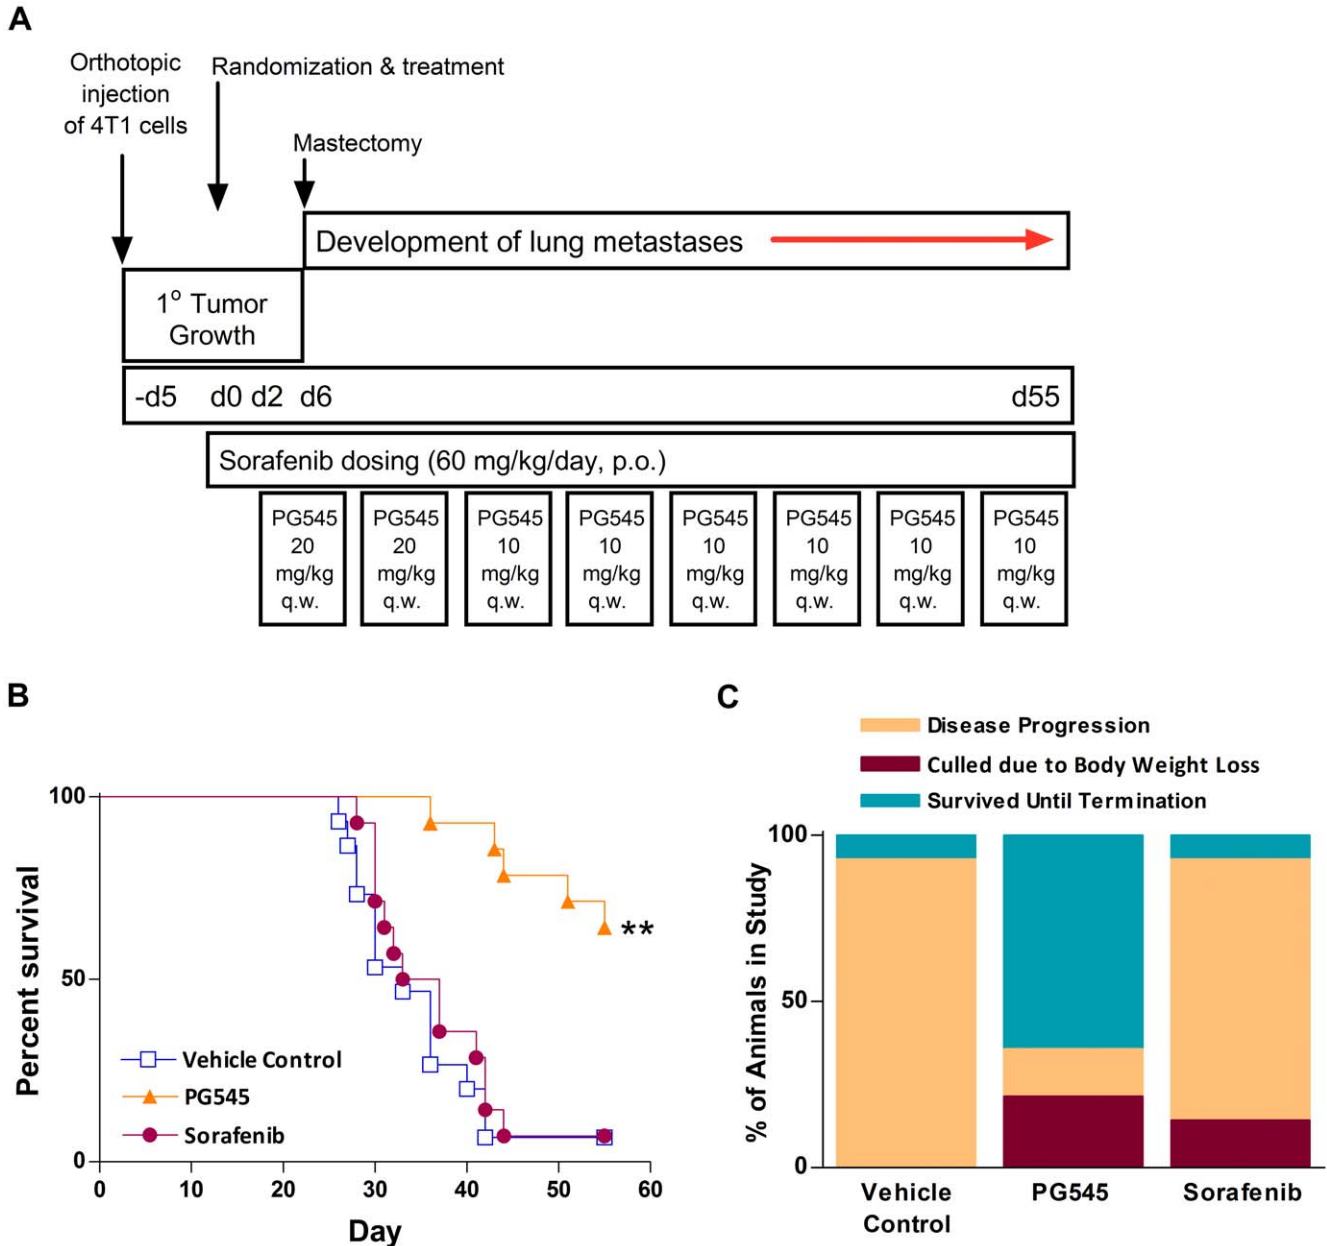 A
Orthotopic
injection
of 4T1 cells
Randomization & treatment
Mastectomy
Development of lung metastases
1° Tumor
Growth
-d5 d0 d2 d6 d55
Sorafenib dosing (60 mg/kg/day, p.o.)
PG545 PG545 PG545 PG545 PG545 PG545 PG545 PG545
20 20 10 10 10 10 10 10
mg/kg mg/kg mg/kg mg/kg mg/kg mg/kg mg/kg mg/kg
q.w. q.w. q.w. q.w. q.w. q.w. q.w. q.w.
B
Percent survival
100
50
0
**
Vehicle Control
PG545
Sorafenib
0 10 20 30 40 50 60
Day
C
Disease Progression
Culled due to Body Weight Loss
Survived Until Termination
% of Animals in Study
100
50
0
Vehicle
Control
PG545
Sorafenib